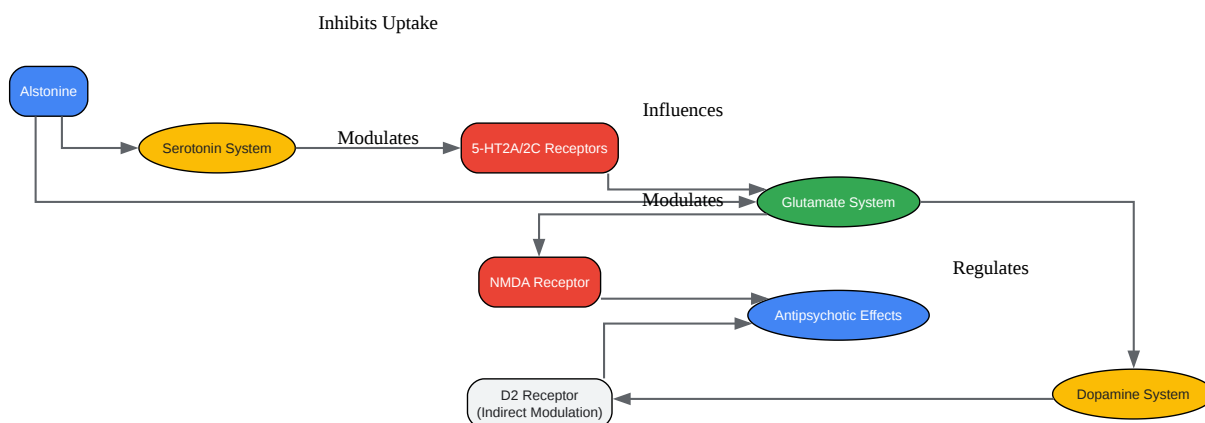 Inhibits Uptake
Alstonine
Influences
Serotonin System
Modulates
5-HT2A/2C Receptors
Modulates
Glutamate System
Regulates
NMDA Receptor
Antipsychotic Effects
D2 Receptor
(Indirect Modulation)
Dopamine System